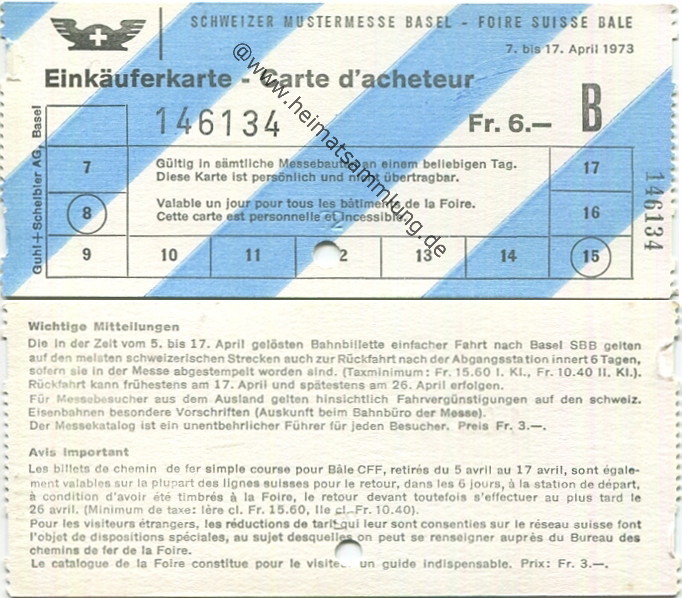 SCHWEIZER MUSTERMESSE BASEL - FOIRE SUISSE BALE
7. bis 17. April 1973
Einkäuferkarte - Carte d'acheteur
146134 Fr. 6.— B
Guhl+Scheibler AG, Basel
Gültig in sämtliche Messebauten an einem beliebigen Tag.
Diese Karte ist persönlich und nicht übertragbar.
Valable un jour pour tous les bâtiments de la Foire.
Cette carte est personnelle et incessible.
7 17
8 16
9 10 11 2 13 14 15
146134
@www.heimatsammlung.de
Wichtige Mitteilungen
Die in der Zeit vom 5. bis 17. April gelösten Bahnbillette einfacher Fahrt nach Basel SBB gelten
auf den meisten schweizerischen Strecken auch zur Rückfahrt nach der Abgangsstation innert 6 Tagen,
sofern sie in der Messe abgestempelt worden sind. (Taxminimum: Fr. 15.60 I. Kl., Fr. 10.40 II. Kl.).
Rückfahrt kann frühestens am 17. April und spätestens am 26. April erfolgen.
Für Messebesucher aus dem Ausland gelten hinsichtlich Fahrvergünstigungen auf den schweiz.
Eisenbahnen besondere Vorschriften (Auskunft beim Bahnbüro der Messe).
Der Messekatalog ist ein unentbehrlicher Führer für jeden Besucher. Preis Fr. 3.—.
Avis Important
Les billets de chemin de fer simple course pour Bâle CFF, retirés du 5 avril au 17 avril, sont égale-
ment valables sur la plupart des lignes suisses pour le retour, dans les 6 jours, à la station de départ,
à condition d'avoir été timbrés à la Foire, le retour devant toutefois s'effectuer au plus tard le
26 avril. (Minimum de taxe: Ière cl. Fr. 15.60, IIe cl. Fr. 10.40).
Pour les visiteurs étrangers, les réductions de tarif qui leur sont consenties sur le réseau suisse font
l'objet de dispositions spéciales, au sujet desquelles on peut se renseigner auprès du Bureau des
chemins de fer de la Foire.
Le catalogue de la Foire constitue pour le visiteur un guide indispensable. Prix: Fr. 3.—.